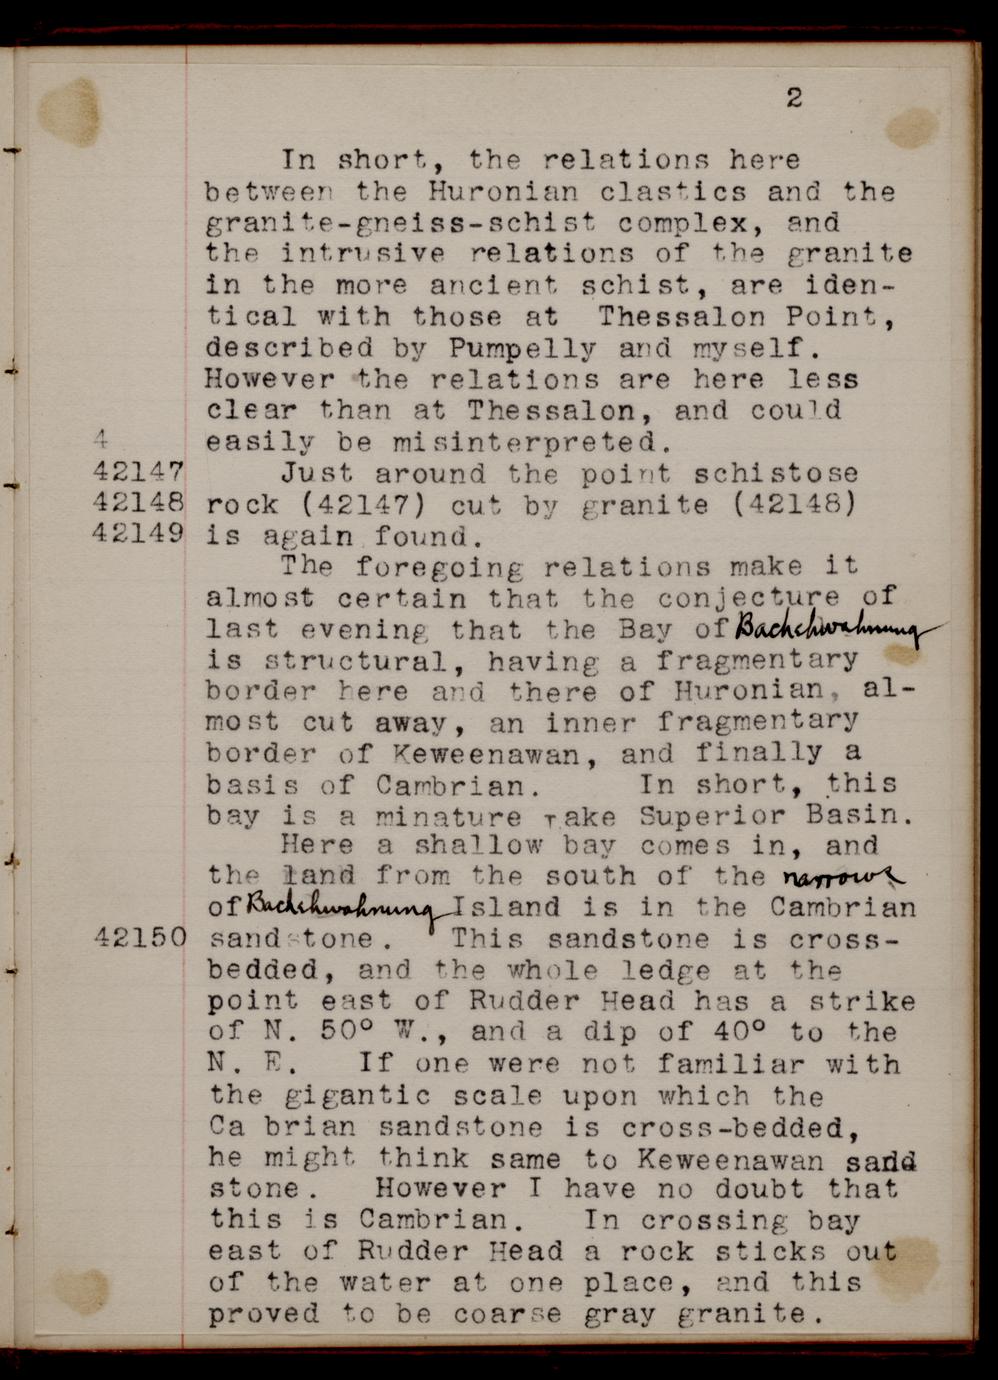 2
In short, the relations here
between the Huronian clastics and the
granite-gneiss-schist complex, and
the intrusive relations of the granite
in the more ancient schist, are iden-
tical with those at Thessalon Point,
described by Pumpelly and myself.
However the relations are here less
clear than at Thessalon, and could
4 easily be misinterpreted.
42147 Just around the point schistose
42148 rock (42147) cut by granite (42148)
42149 is again found.
The foregoing relations make it
almost certain that the conjecture of
last evening that the Bay of Bachchwahnung
is structural, having a fragmentary
border here and there of Huronian, al-
most cut away, an inner fragmentary
border of Keweenawan, and finally a
basis of Cambrian. In short, this
bay is a minature Lake Superior Basin.
Here a shallow bay comes in, and
the land from the south of the narrows
of Bachchwahnung Island is in the Cambrian
42150 sandstone. This sandstone is cross-
bedded, and the whole ledge at the
point east of Rudder Head has a strike
of N. 50° W., and a dip of 40° to the
N. E. If one were not familiar with
the gigantic scale upon which the
Ca brian sandstone is cross-bedded,
he might think same to Keweenawan sand
stone. However I have no doubt that
this is Cambrian. In crossing bay
east of Rudder Head a rock sticks out
of the water at one place, and this
proved to be coarse gray granite.